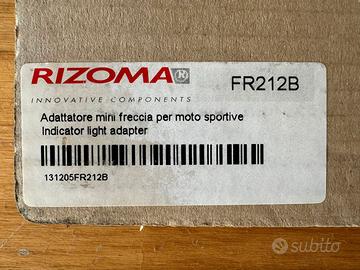 RIZOMA®
FR212B
INNOVATIVE COMPONENTS
Adattatore mini freccia per moto sportive
Indicator light adapter
131205FR212B
subito